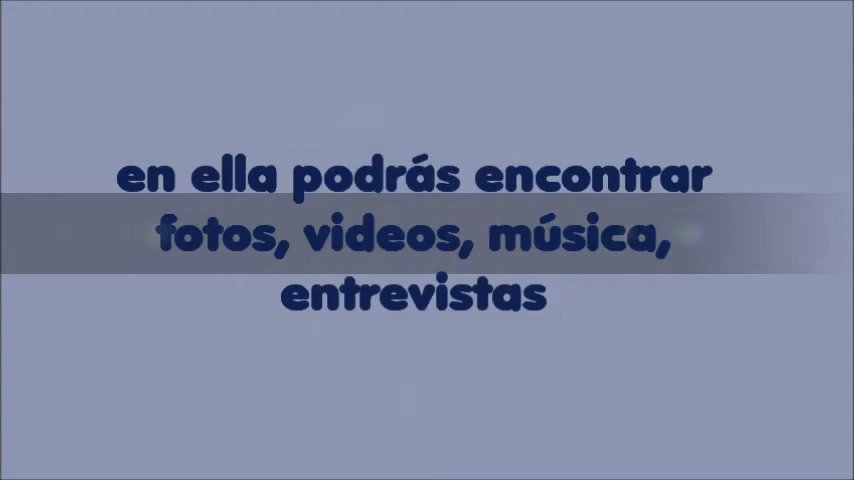 en ella podrás encontrar
fotos, videos, música,
entrevistas